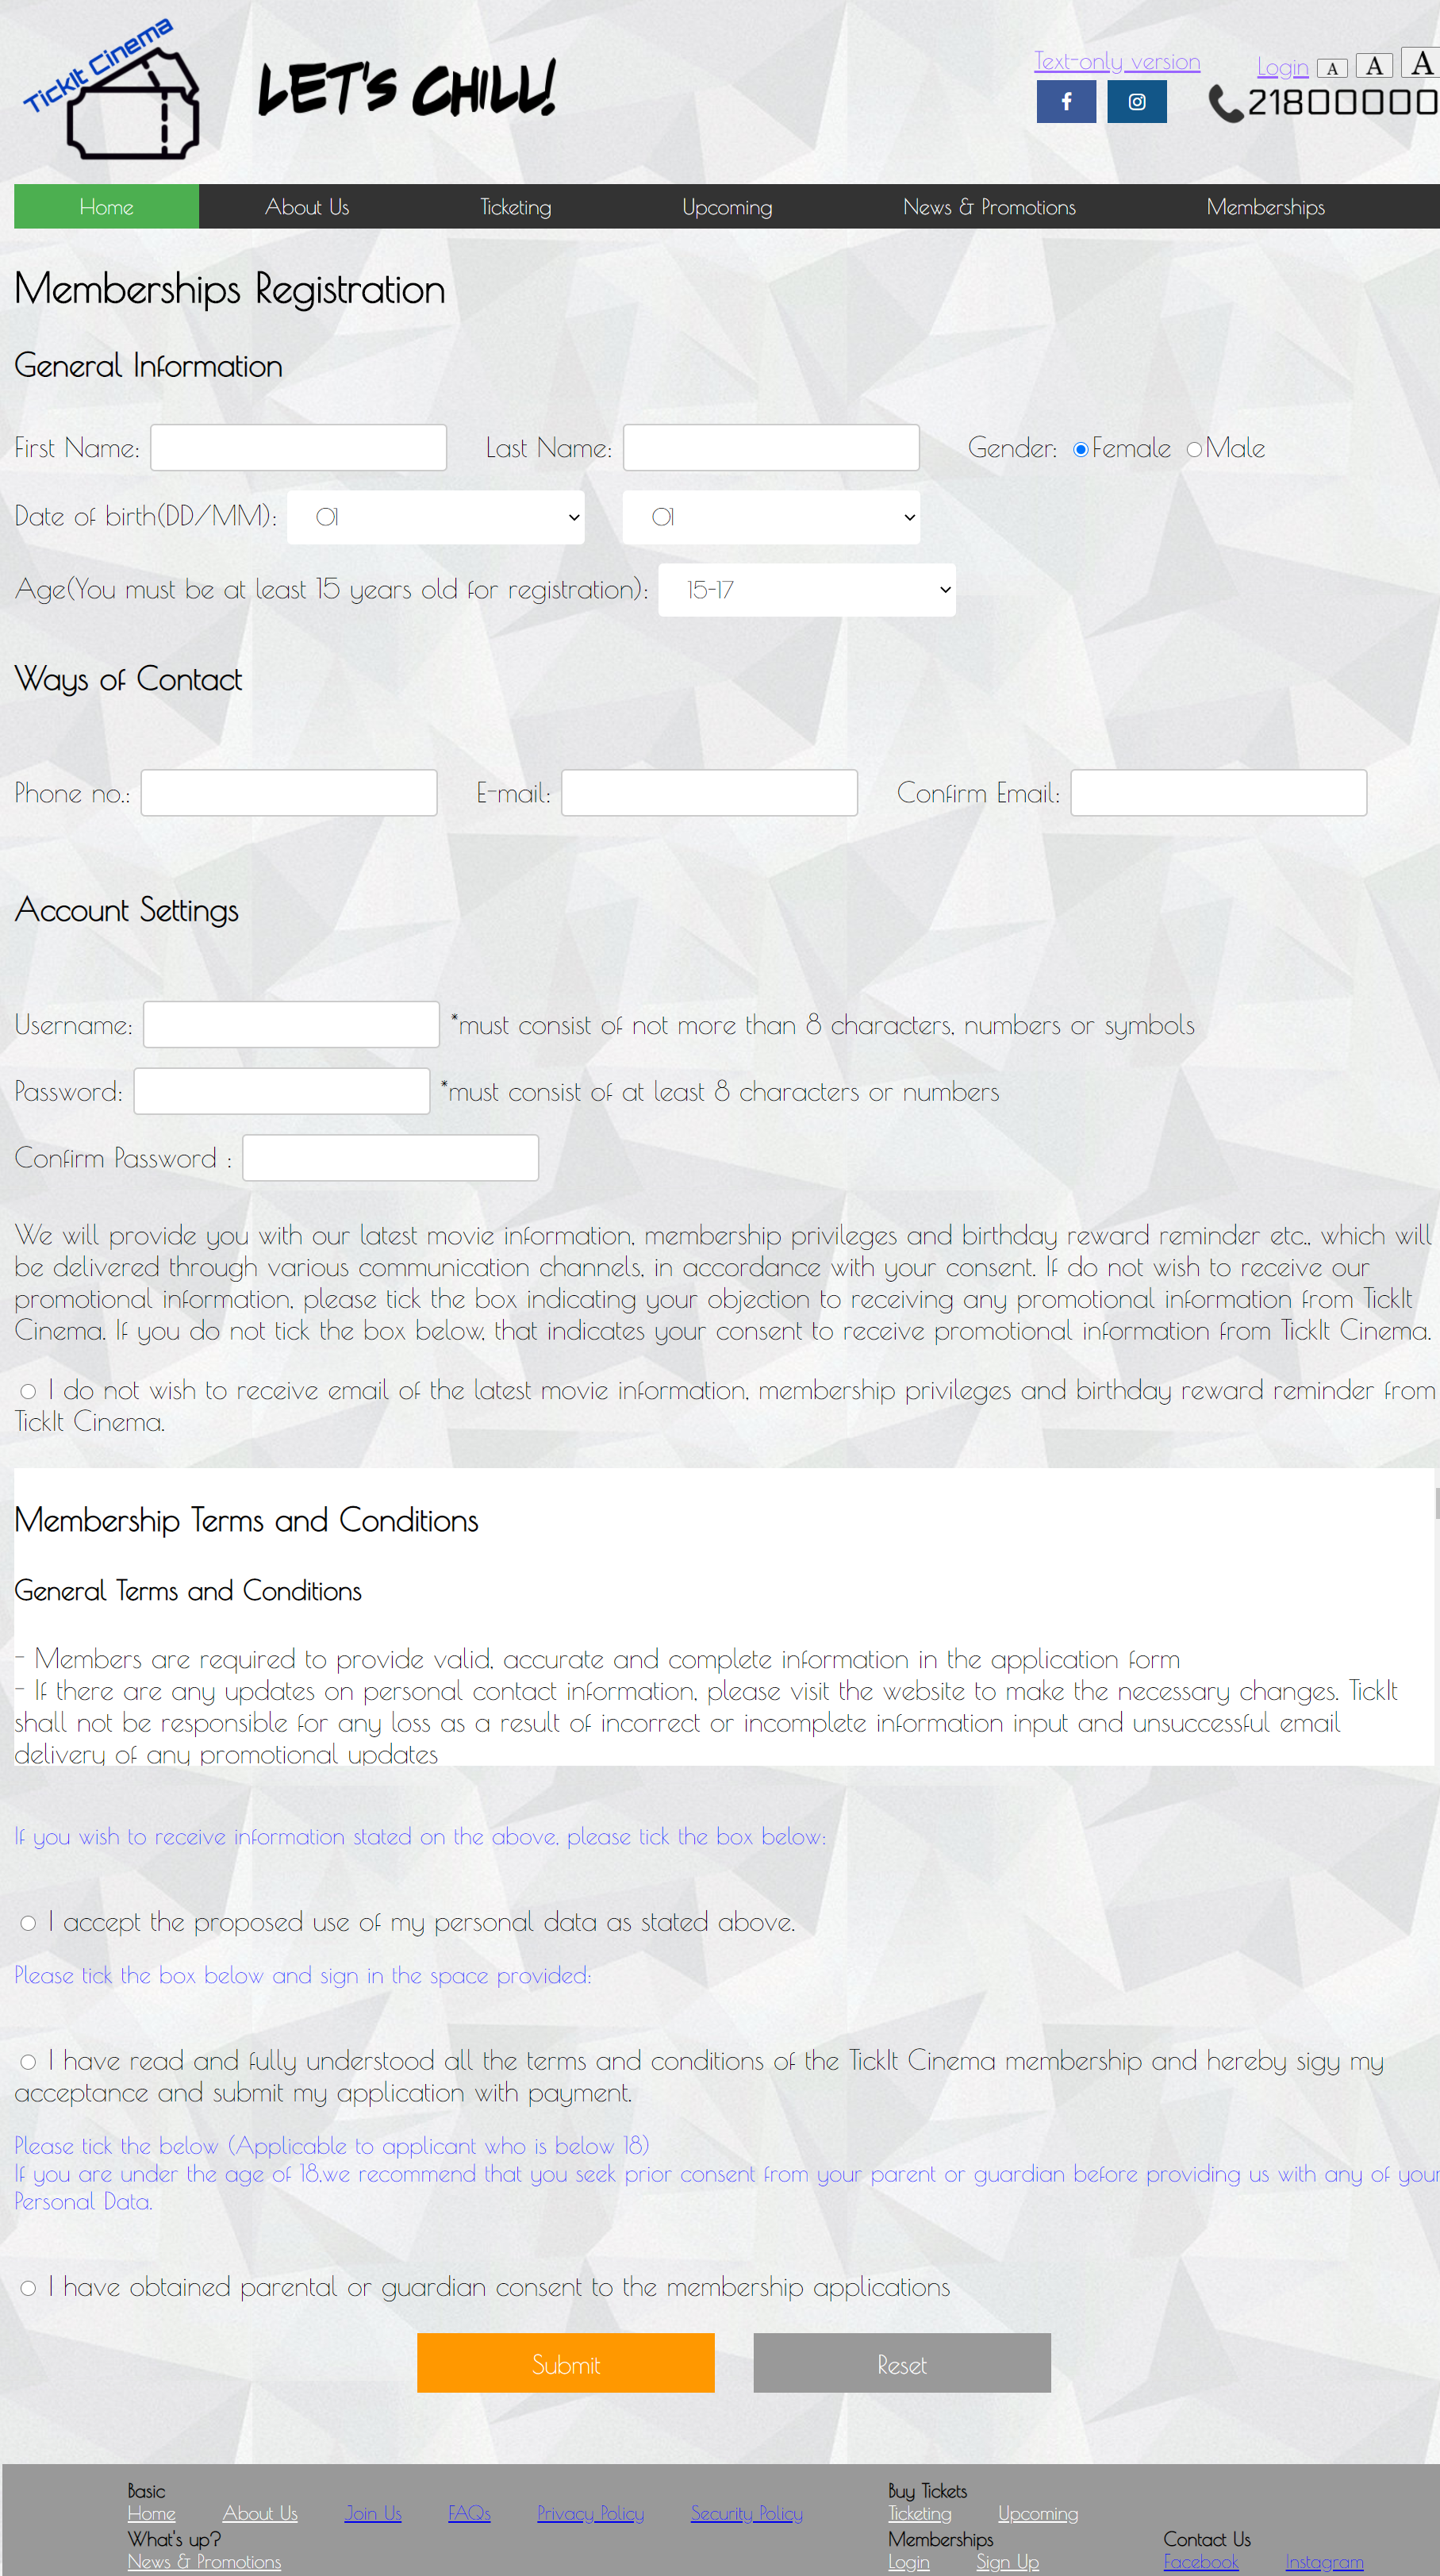 TickIt Cinema
LET'S CHILL!
Text-only version
Login A A A
21800000
Home About Us Ticketing Upcoming News & Promotions Memberships
Memberships Registration
General Information
First Name: Last Name: Gender: Female Male
Date of birth(DD/MM): 01 01
Age(You must be at least 15 years old for registration): 15-17
Ways of Contact
Phone no.: E-mail: Confirm Email:
Account Settings
Username: *must consist of not more than 8 characters, numbers or symbols
Password: *must consist of at least 8 characters or numbers
Confirm Password :
We will provide you with our latest movie information, membership privileges and birthday reward reminder etc., which will
be delivered through various communication channels, in accordance with your consent. If do not wish to receive our
promotional information, please tick the box indicating your objection to receiving any promotional information from TickIt
Cinema. If you do not tick the box below, that indicates your consent to receive promotional information from TickIt Cinema.
I do not wish to receive email of the latest movie information, membership privileges and birthday reward reminder from
TickIt Cinema.
Membership Terms and Conditions
General Terms and Conditions
- Members are required to provide valid, accurate and complete information in the application form
- If there are any updates on personal contact information, please visit the website to make the necessary changes. TickIt
shall not be responsible for any loss as a result of incorrect or incomplete information input and unsuccessful email
delivery of any promotional updates
If you wish to receive information stated on the above, please tick the box below:
I accept the proposed use of my personal data as stated above.
Please tick the box below and sign in the space provided:
I have read and fully understood all the terms and conditions of the TickIt Cinema membership and hereby sigy my
acceptance and submit my application with payment.
Please tick the below (Applicable to applicant who is below 18)
If you are under the age of 18,we recommend that you seek prior consent from your parent or guardian before providing us with any of your
Personal Data.
I have obtained parental or guardian consent to the membership applications
Submit Reset
Basic Buy Tickets
Home About Us Join Us FAQs Privacy Policy Security Policy Ticketing Upcoming
What's up? Memberships Contact Us
News & Promotions Login Sign Up Facebook Instagram